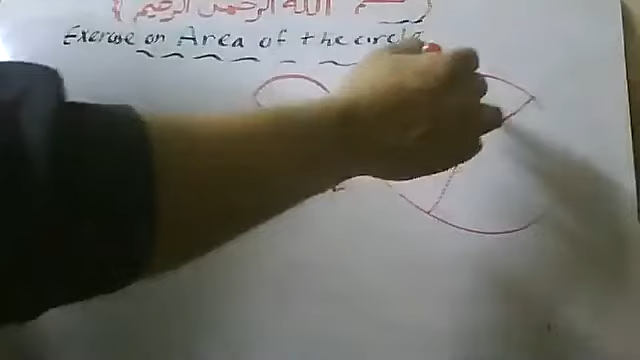 بسم الله الرحمن الرحيم
Exercise on Area of the circle